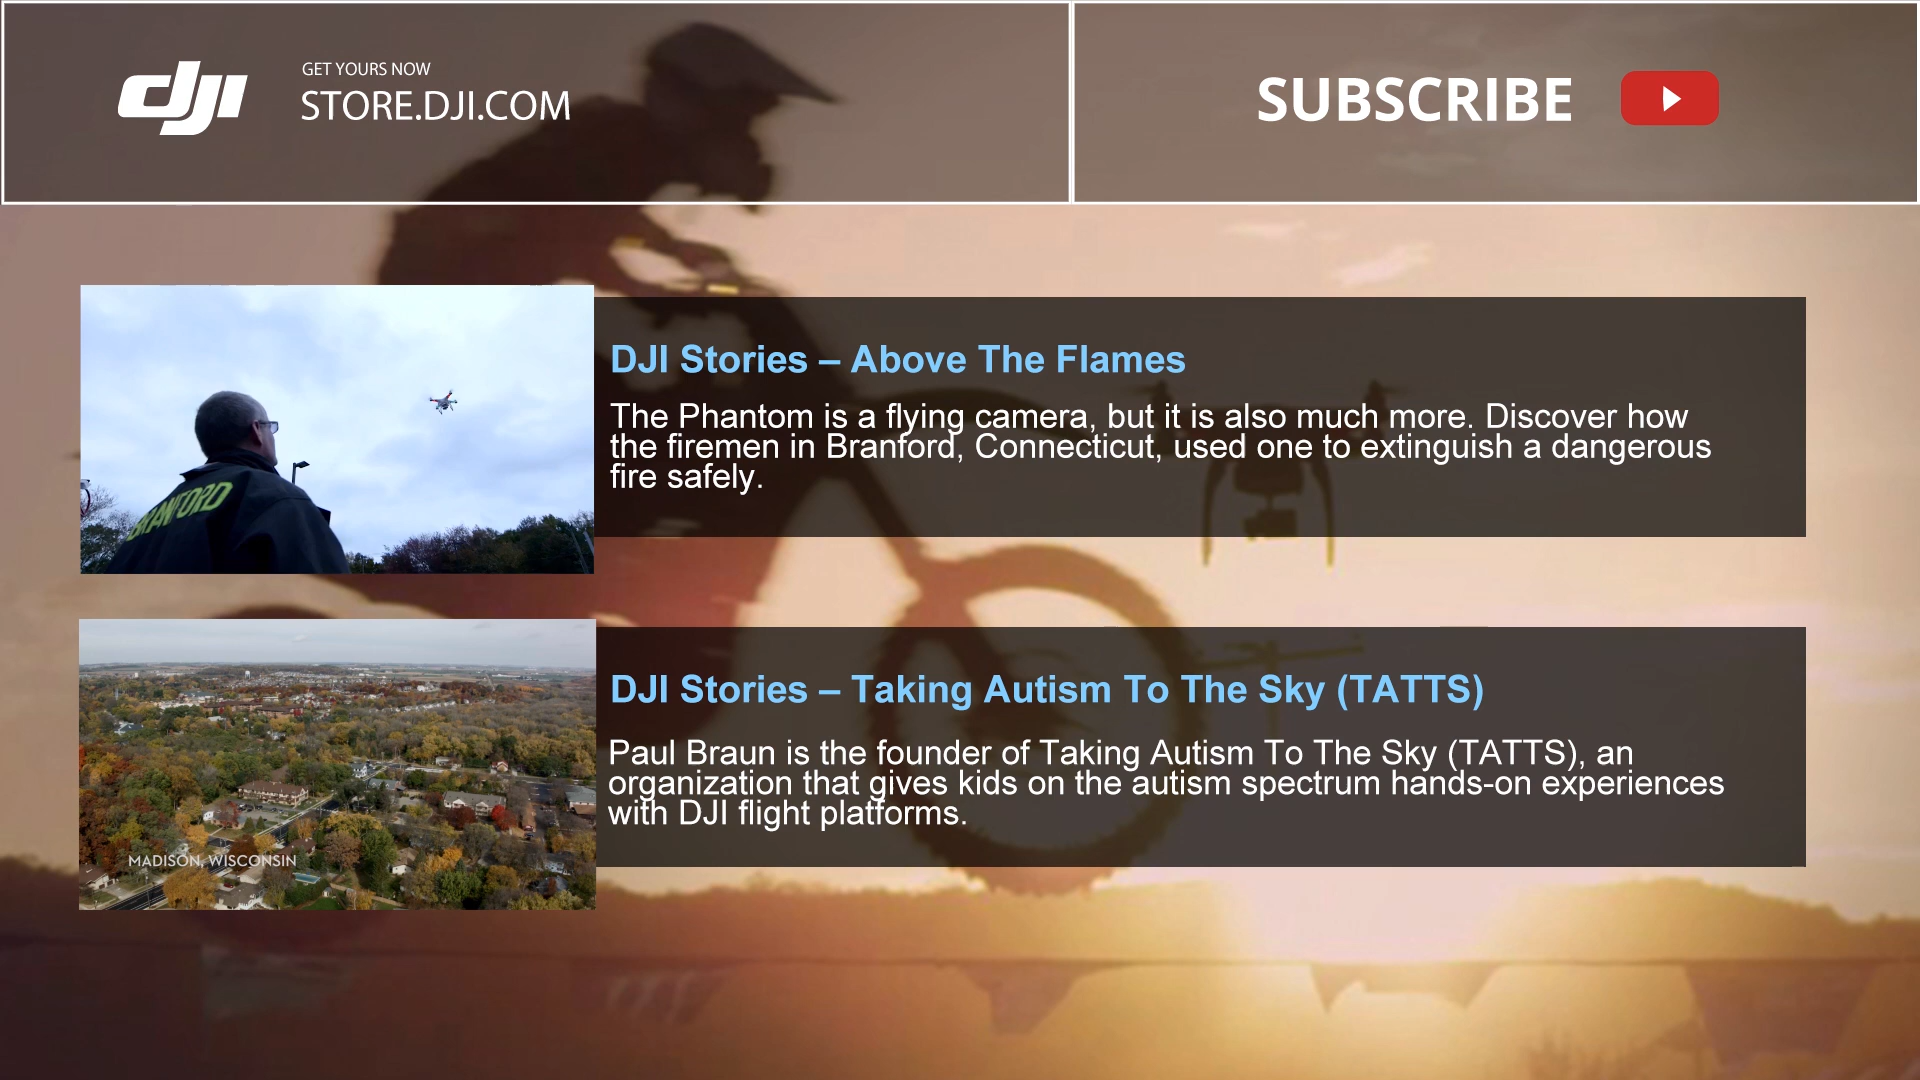 dji
GET YOURS NOW
STORE.DJI.COM
SUBSCRIBE
BRANFORD
DJI Stories – Above The Flames
The Phantom is a flying camera, but it is also much more. Discover how
the firemen in Branford, Connecticut, used one to extinguish a dangerous
fire safely.
MADISON, WISCONSIN
DJI Stories – Taking Autism To The Sky (TATTS)
Paul Braun is the founder of Taking Autism To The Sky (TATTS), an
organization that gives kids on the autism spectrum hands-on experiences
with DJI flight platforms.